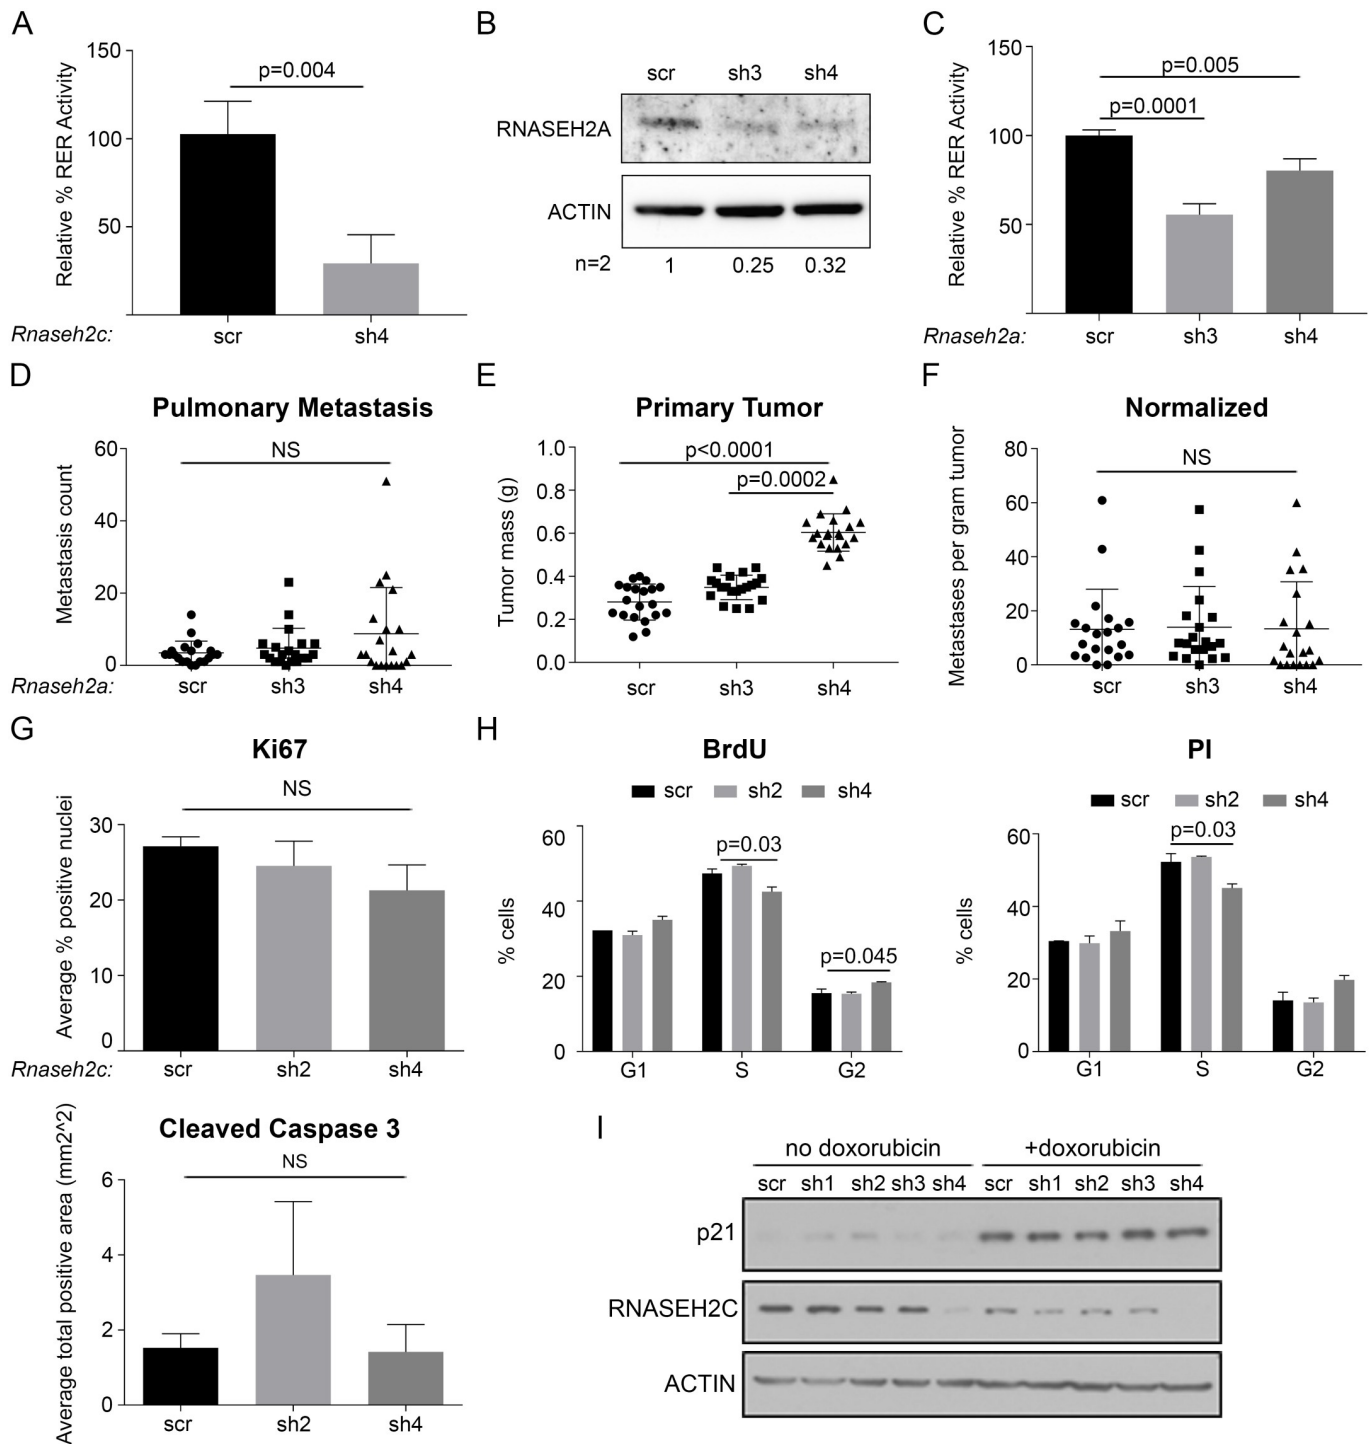 A
150
100
50
Relative % RER Activity
p=0.004
Rnaseh2c:
scr
sh4
B
scr
sh3
sh4
RNASEH2A
ACTIN
n=2
1
0.25
0.32
C
150
100
50
Relative % RER Activity
p=0.005
p=0.0001
Rnaseh2a:
scr
sh3
sh4
D
Pulmonary Metastasis
60
40
20
0
Metastasis count
NS
Rnaseh2a:
scr
sh3
sh4
E
Primary Tumor
1.0
0.8
0.6
0.4
0.2
0.0
Tumor mass (g)
p<0.0001
p=0.0002
scr
sh3
sh4
F
Normalized
80
60
40
20
0
Metastases per gram tumor
NS
scr
sh3
sh4
G
Ki67
NS
30
20
10
0
Average % positive nuclei
Rnaseh2c:
scr
sh2
sh4
Cleaved Caspase 3
NS
6
4
2
0
Average total positive area (mm2^2)
scr
sh2
sh4
H
BrdU
scr
sh2
sh4
60
40
20
0
% cells
p=0.03
p=0.045
G1
S
G2
PI
scr
sh2
sh4
60
40
20
0
% cells
p=0.03
G1
S
G2
I
no doxorubicin
+doxorubicin
scr sh1 sh2 sh3 sh4 scr sh1 sh2 sh3 sh4
p21
RNASEH2C
ACTIN